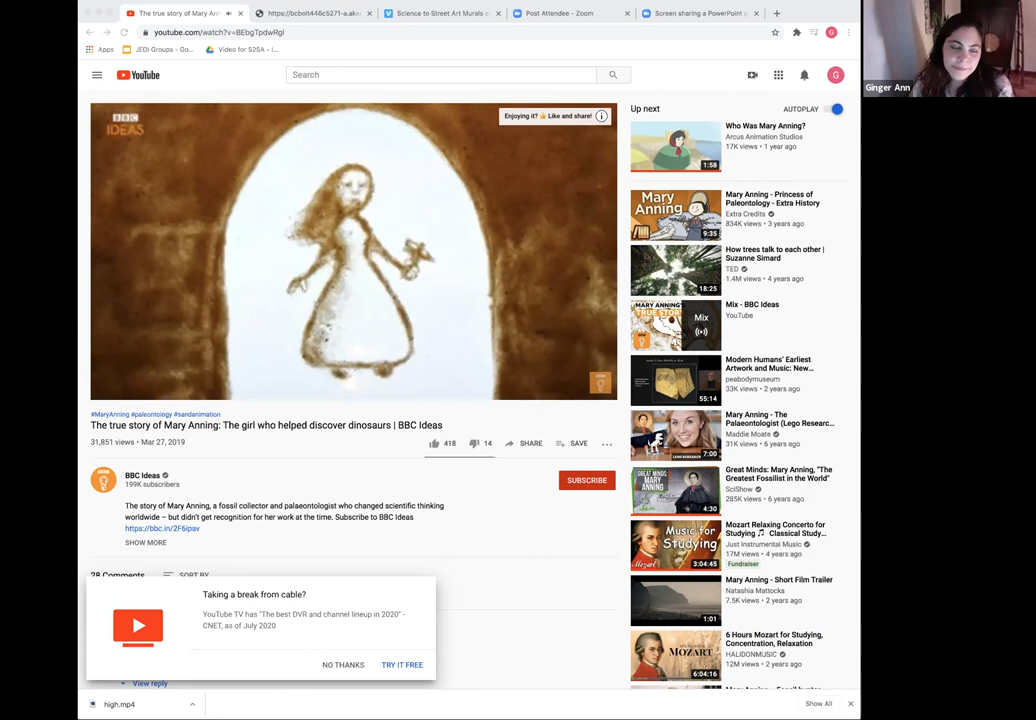 The true story of Mary Ann
https://bcbolt446c5271-a.aka
Science to Street Art Murals o
Post Attendee - Zoom
Screen sharing a PowerPoint p
youtube.com/watch?v=BEbgTpdwRgI
G
Apps
JEDI Groups - Go...
Video for S25A - I...
YouTube
Search
G
Ginger Ann
BBC
IDEAS
Enjoying it? 👍 Like and share!
Up next
AUTOPLAY
Who Was Mary Anning?
Arcus Animation Studios
17K views • 1 year ago
1:58
Mary Anning - Princess of
Paleontology - Extra History
Extra Credits
834K views • 3 years ago
Mary
Anning
9:35
How trees talk to each other |
Suzanne Simard
TED
1.4M views • 4 years ago
18:25
Mix - BBC Ideas
YouTube
MARY ANNING'S
TRUE STORY
Mix
Modern Humans' Earliest
Artwork and Music: New...
peabodymuseum
33K views • 2 years ago
55:14
Mary Anning - The
Paleontologist (Lego Researc...
Maddie Moate
31K views • 6 years ago
7:00
Great Minds: Mary Anning, "The
Greatest Fossilist in the World"
SciShow
285K views • 6 years ago
GREAT MINDS:
MARY
ANNING
4:30
Mozart Relaxing Concerto for
Studying 🎵 Classical Study...
Just Instrumental Music
17M views • 4 years ago
Fundraiser
Music for
Studying
Mozart
3:04:45
Mary Anning - Short Film Trailer
Natasha Mattocks
7.5K views • 2 years ago
1:01
6 Hours Mozart for Studying,
Concentration, Relaxation
HALIDONMUSIC
12M views • 2 years ago
MOZART
6:04:16
#MaryAnning #paleontology #sandanimation
The true story of Mary Anning: The girl who helped discover dinosaurs | BBC Ideas
31,851 views • Mar 27, 2019
418
14
SHARE
SAVE
BBC Ideas
199K subscribers
SUBSCRIBE
The story of Mary Anning, a fossil collector and palaeontologist who changed scientific thinking
worldwide – but didn't get recognition for her work at the time. Subscribe to BBC Ideas
https://bbc.in/2F6ipav
SHOW MORE
28 Comments
SORT BY
Taking a break from cable?
YouTube TV has "The best DVR and channel lineup in 2020" -
CNET, as of July 2020
NO THANKS
TRY IT FREE
View reply
high.mp4
Show All